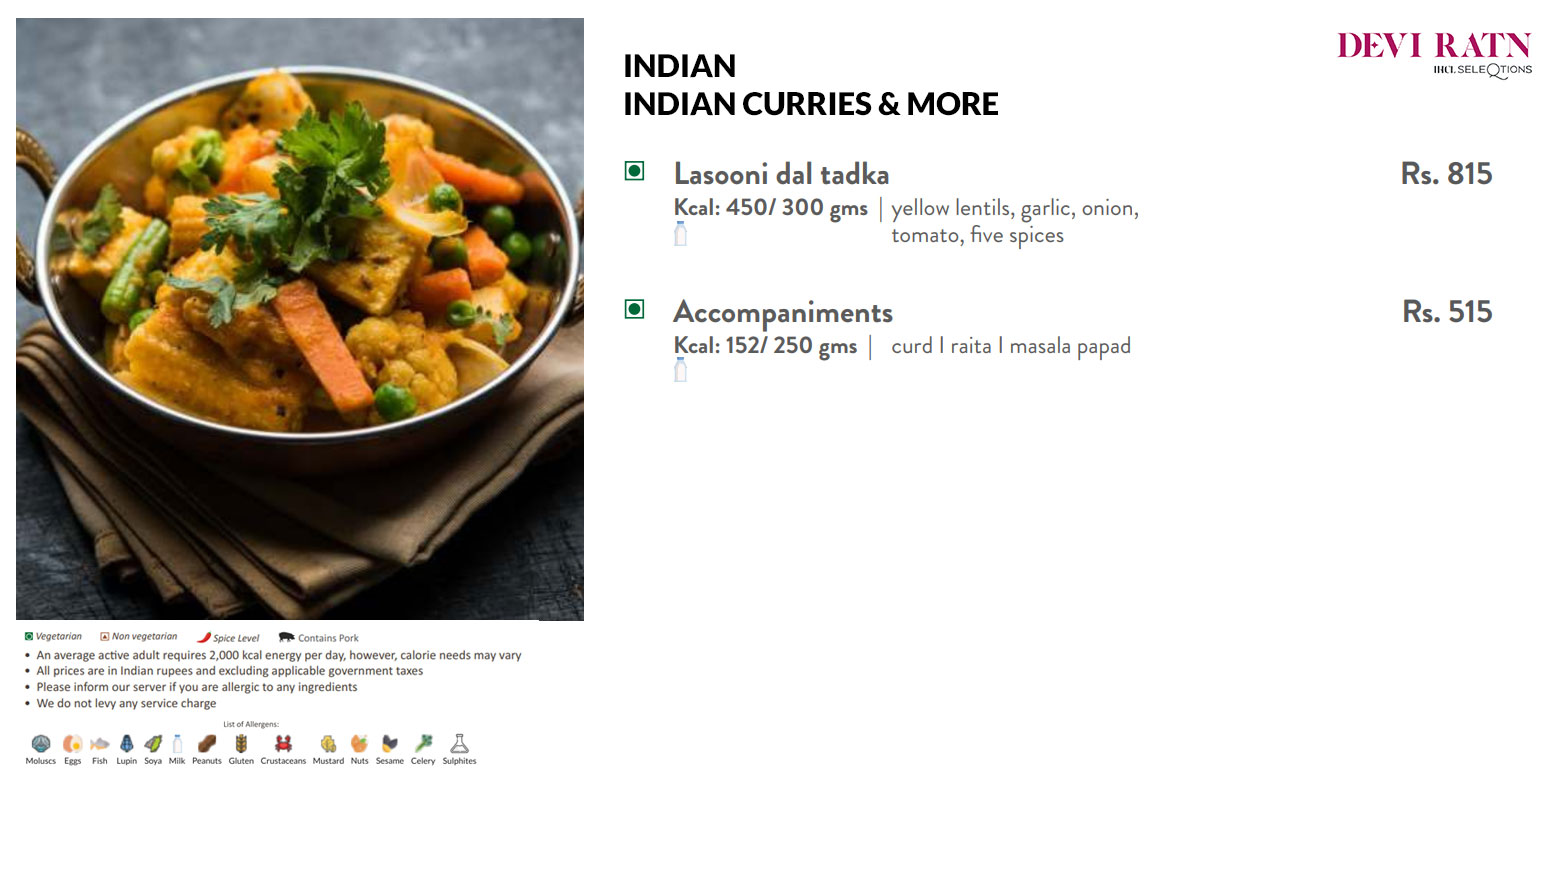 DEVI RATN
IHCL SELEQTIONS
INDIAN
INDIAN CURRIES & MORE
Lasooni dal tadka Rs. 815
Kcal: 450/ 300 gms | yellow lentils, garlic, onion,
tomato, five spices
Accompaniments Rs. 515
Kcal: 152/ 250 gms | curd I raita I masala papad
Vegetarian Non vegetarian Spice Level Contains Pork
• An average active adult requires 2,000 kcal energy per day, however, calorie needs may vary
• All prices are in Indian rupees and excluding applicable government taxes
• Please inform our server if you are allergic to any ingredients
• We do not levy any service charge
List of Allergens:
Moluscs Eggs Fish Lupin Soya Milk Peanuts Gluten Crustaceans Mustard Nuts Sesame Celery Sulphites